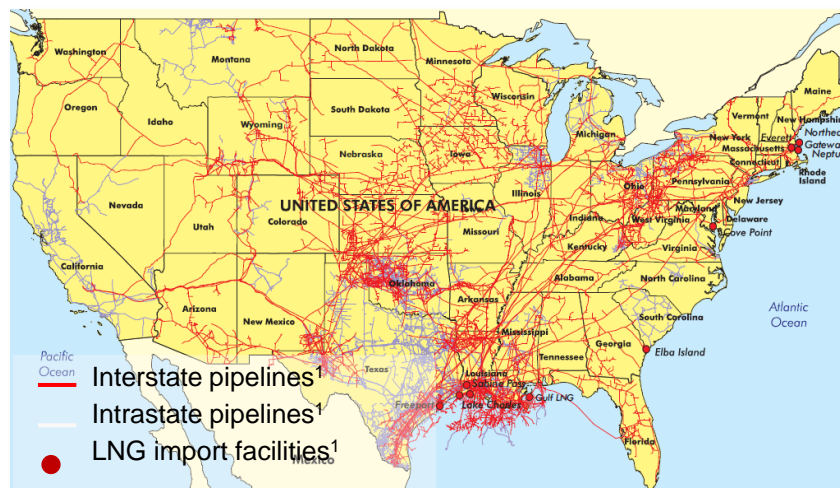 Washington
Montana
North Dakota
Minnesota
Maine
Oregon
Idaho
Wyoming
South Dakota
Wisconsin
Michigan
Vermont
New Hampshire
New York
Everett
Massachusetts
Connecticut
Rhode
Island
Nebraska
Iowa
Illinois
Ohio
Pennsylvania
New Jersey
Nevada
Utah
Colorado
UNITED STATES OF AMERICA
Missouri
Indiana
West Virginia
Maryland
Delaware
Cove Point
Kentucky
Virginia
California
Oklahoma
Arkansas
Alabama
North Carolina
South Carolina
Arizona
New Mexico
Mississippi
Tennessee
Georgia
Elba Island
Atlantic
Ocean
Pacific
Ocean
Texas
Louisiana
Sabine Pass
Lake Charles
Gulf LNG
Freeport
Florida
Mexico
Interstate pipelines¹
Intrastate pipelines¹
LNG import facilities¹